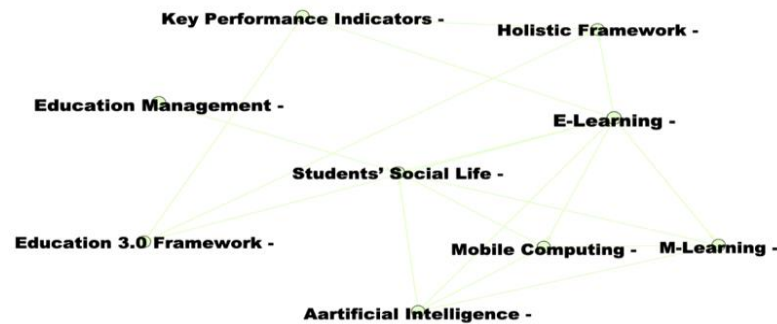 Key Performance Indicators -
Holistic Framework -
Education Management -
E-Learning -
Students’ Social Life -
Education 3.0 Framework -
Mobile Computing -
M-Learning -
Aartificial Intelligence -